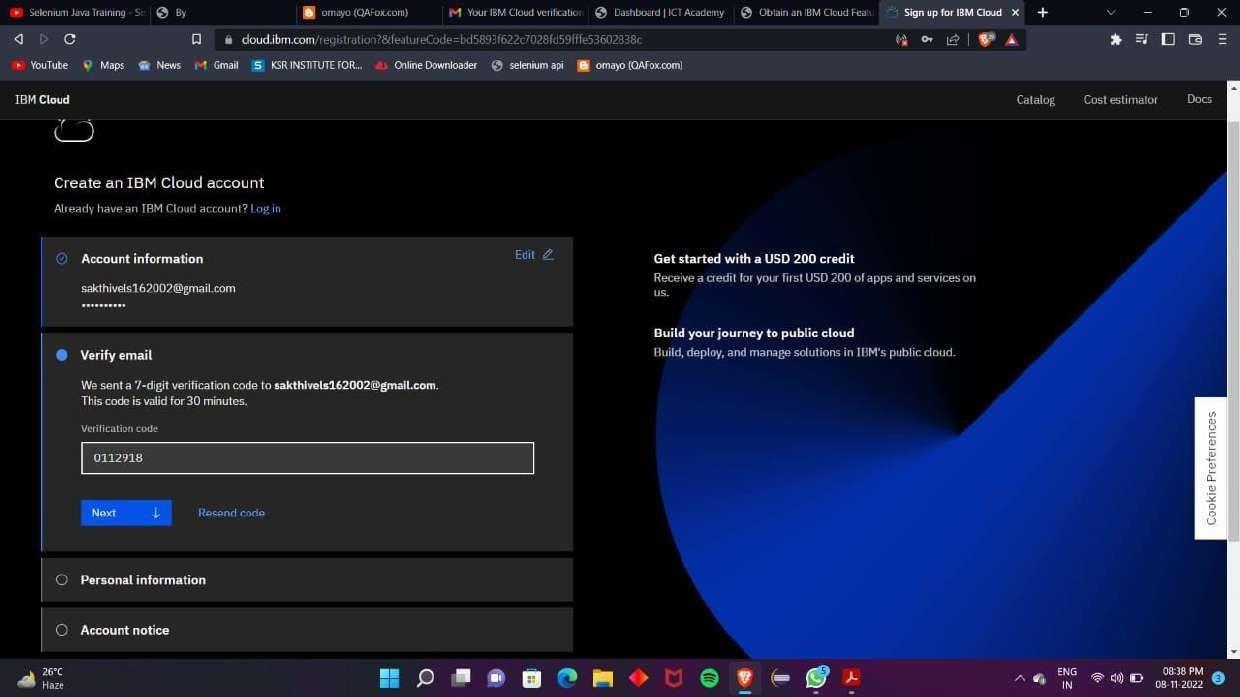 Selenium Java Training - Se
By
omayo (QAFox.com)
Your IBM Cloud verification
Dashboard | ICT Academy
Obtain an IBM Cloud Featu
Sign up for IBM Cloud
cloud.ibm.com/registration?&featureCode=bd5893f622c7028fd59fffe53602838c
YouTube
Maps
News
Gmail
KSR INSTITUTE FOR...
Online Downloader
selenium api
omayo (QAFox.com)
IBM Cloud
Catalog
Cost estimator
Docs
Create an IBM Cloud account
Already have an IBM Cloud account? Log in
Account information
Edit
sakthivels162002@gmail.com
••••••••••
Verify email
We sent a 7-digit verification code to sakthivels162002@gmail.com.
This code is valid for 30 minutes.
Verification code
0112918
Next
Resend code
Personal information
Account notice
Get started with a USD 200 credit
Receive a credit for your first USD 200 of apps and services on
us.
Build your journey to public cloud
Build, deploy, and manage solutions in IBM's public cloud.
Cookie Preferences
26°C
Haze
5
ENG
IN
08:38 PM
08-11-2022
3